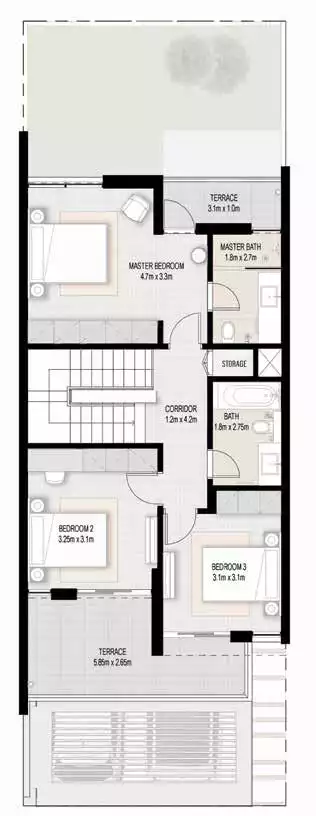 TERRACE
3.1m x 1.0m
MASTER BATH
1.8m x 2.7m
MASTER BEDROOM
4.7m x 3.3m
STORAGE
CORRIDOR
1.2m x 4.2m
BATH
1.8m x 2.75m
BEDROOM 2
3.25m x 3.1m
BEDROOM 3
3.1m x 3.1m
TERRACE
5.85m x 2.65m